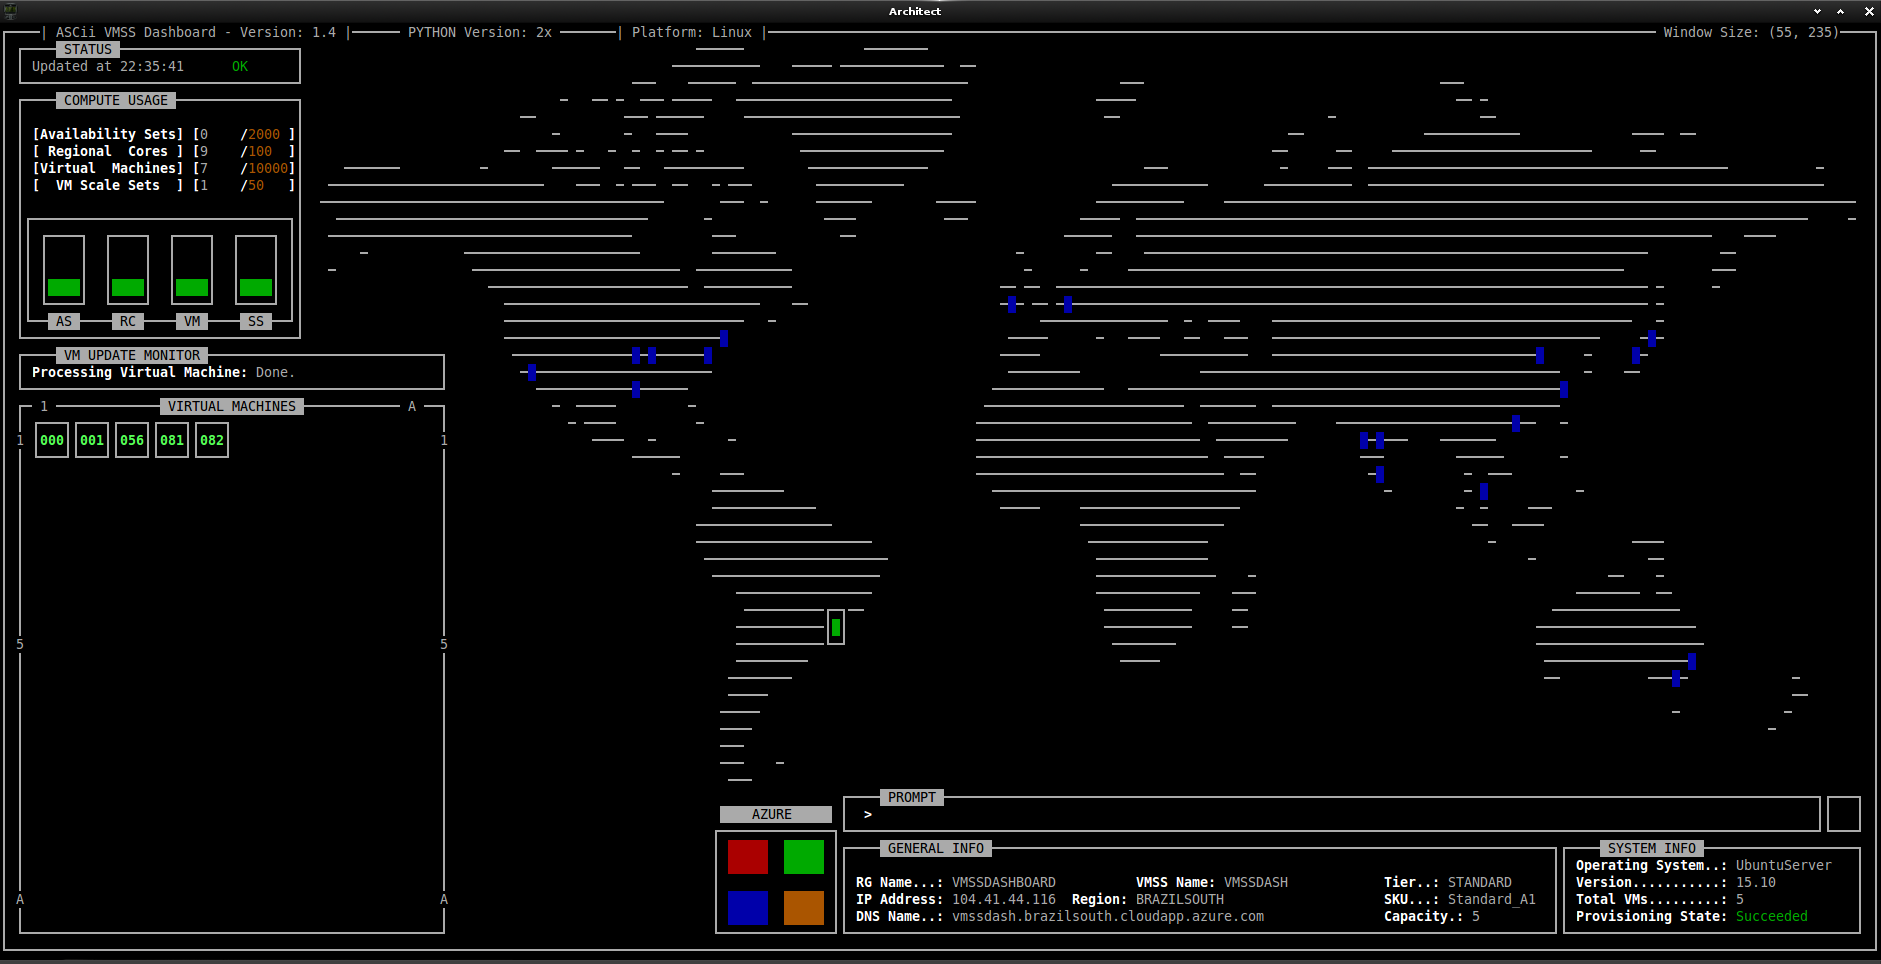 Architect
| ASCii VMSS Dashboard - Version: 1.4 | PYTHON Version: 2x | Platform: Linux | Window Size: (55, 235)
STATUS
Updated at 22:35:41 OK
COMPUTE USAGE
[Availability Sets] [0 /2000 ]
[ Regional Cores ] [9 /100 ]
[Virtual Machines] [7 /10000]
[ VM Scale Sets ] [1 /50 ]
AS RC VM SS
VM UPDATE MONITOR
Processing Virtual Machine: Done.
1 VIRTUAL MACHINES A
1 000 001 056 081 082 1
5 5
A A
AZURE
PROMPT
>
GENERAL INFO
RG Name...: VMSSDASHBOARD VMSS Name: VMSSDASH Tier..: STANDARD
IP Address: 104.41.44.116 Region: BRAZILSOUTH SKU...: Standard_A1
DNS Name..: vmssdash.brazilsouth.cloudapp.azure.com Capacity.: 5
SYSTEM INFO
Operating System..: UbuntuServer
Version...........: 15.10
Total VMs.........: 5
Provisioning State: Succeeded